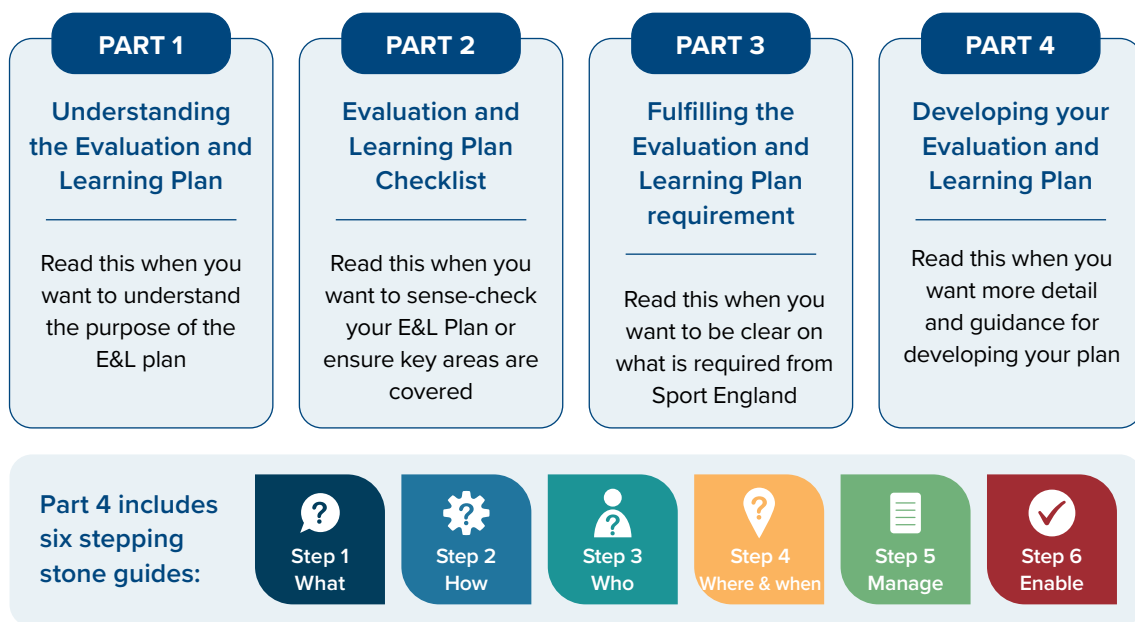 PART 1
Understanding
the Evaluation and
Learning Plan
Read this when you
want to understand
the purpose of the
E&L plan
PART 2
Evaluation and
Learning Plan
Checklist
Read this when you
want to sense-check
your E&L Plan or
ensure key areas are
covered
PART 3
Fulfilling the
Evaluation and
Learning Plan
requirement
Read this when you
want to be clear on
what is required from
Sport England
PART 4
Developing your
Evaluation and
Learning Plan
Read this when you
want more detail
and guidance for
developing your plan
Part 4 includes
six stepping
stone guides:
?
Step 1
What
?
Step 2
How
?
Step 3
Who
?
Step 4
Where & when
Step 5
Manage
Step 6
Enable